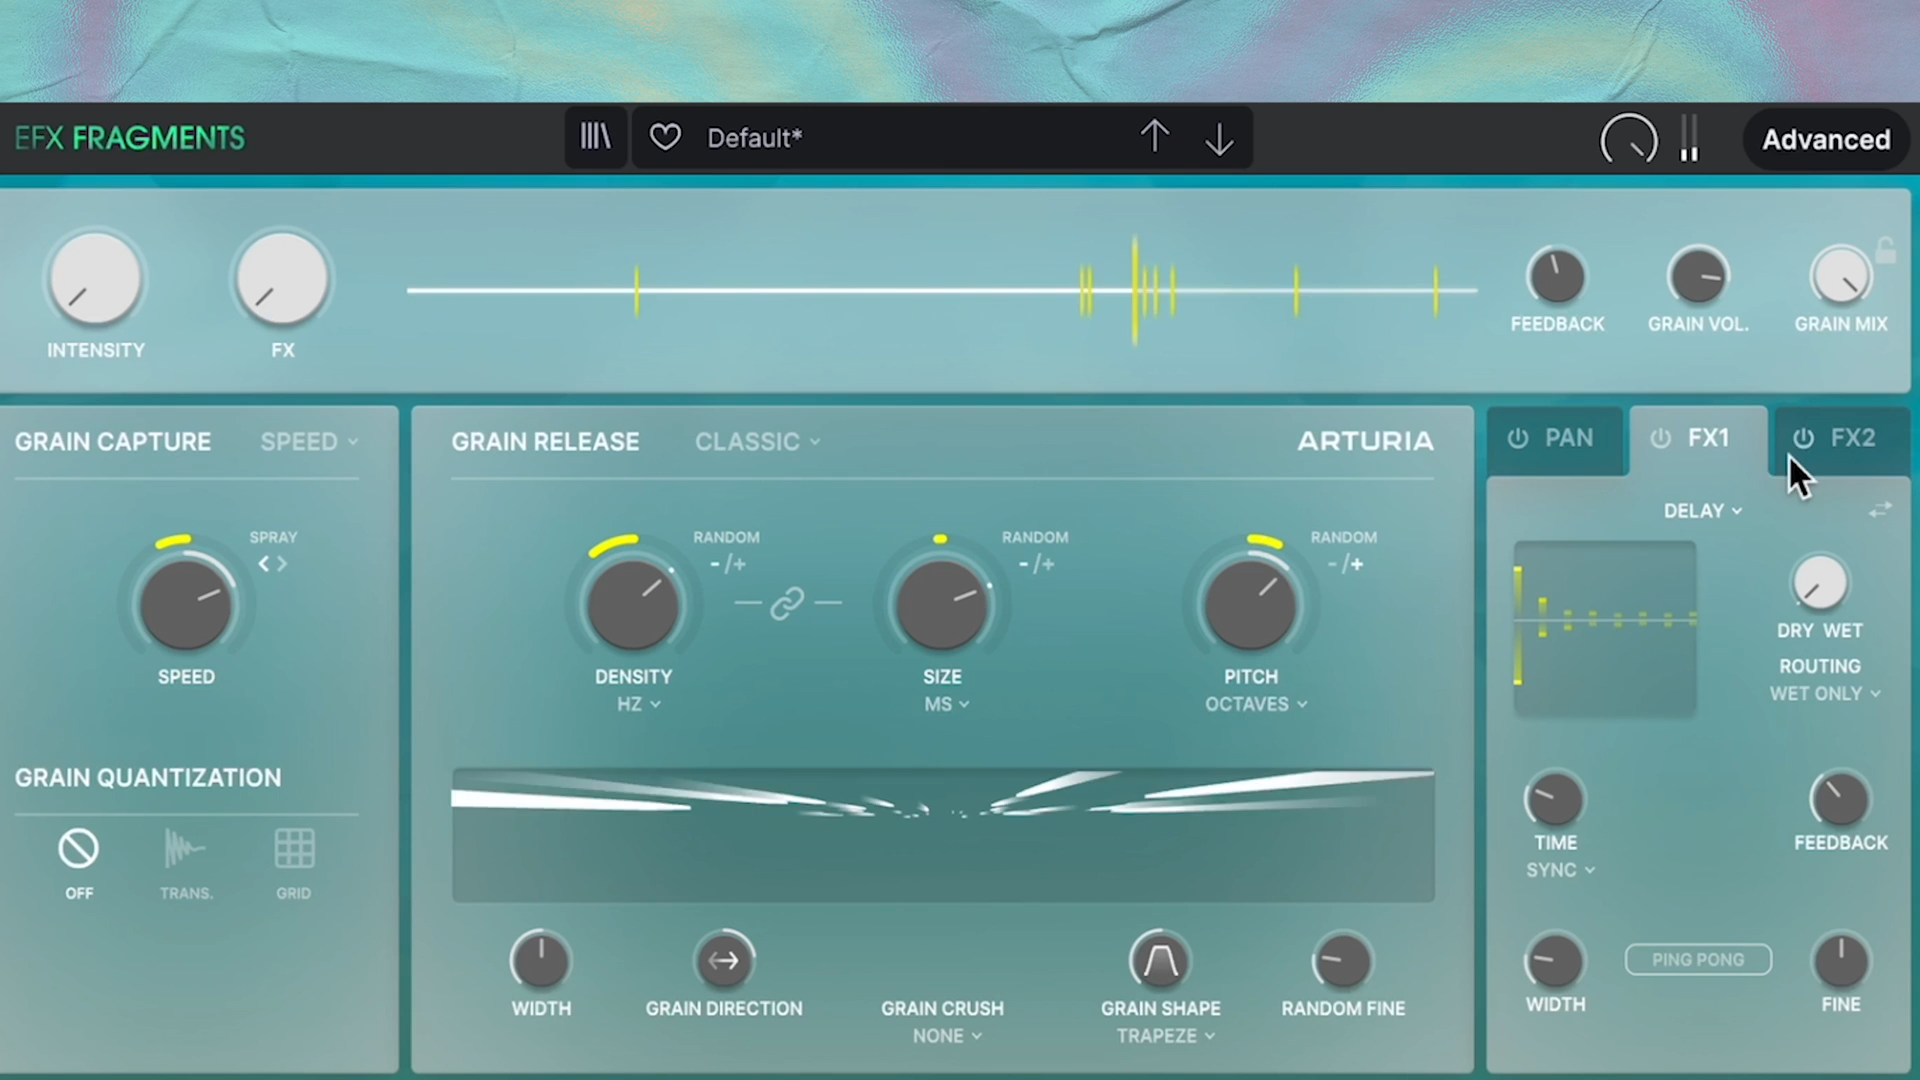 EFX FRAGMENTS
Default*
Advanced
INTENSITY
FX
FEEDBACK
GRAIN VOL.
GRAIN MIX
GRAIN CAPTURE
SPEED
GRAIN RELEASE
CLASSIC
ARTURIA
PAN
FX1
FX2
DELAY
SPRAY
< >
SPEED
RANDOM
-/+
DENSITY
HZ
RANDOM
-/+
SIZE
MS
RANDOM
-/+
PITCH
OCTAVES
DRY WET
ROUTING
WET ONLY
GRAIN QUANTIZATION
OFF
TRANS.
GRID
TIME
SYNC
FEEDBACK
WIDTH
GRAIN DIRECTION
GRAIN CRUSH
NONE
GRAIN SHAPE
TRAPEZE
RANDOM FINE
WIDTH
PING PONG
FINE